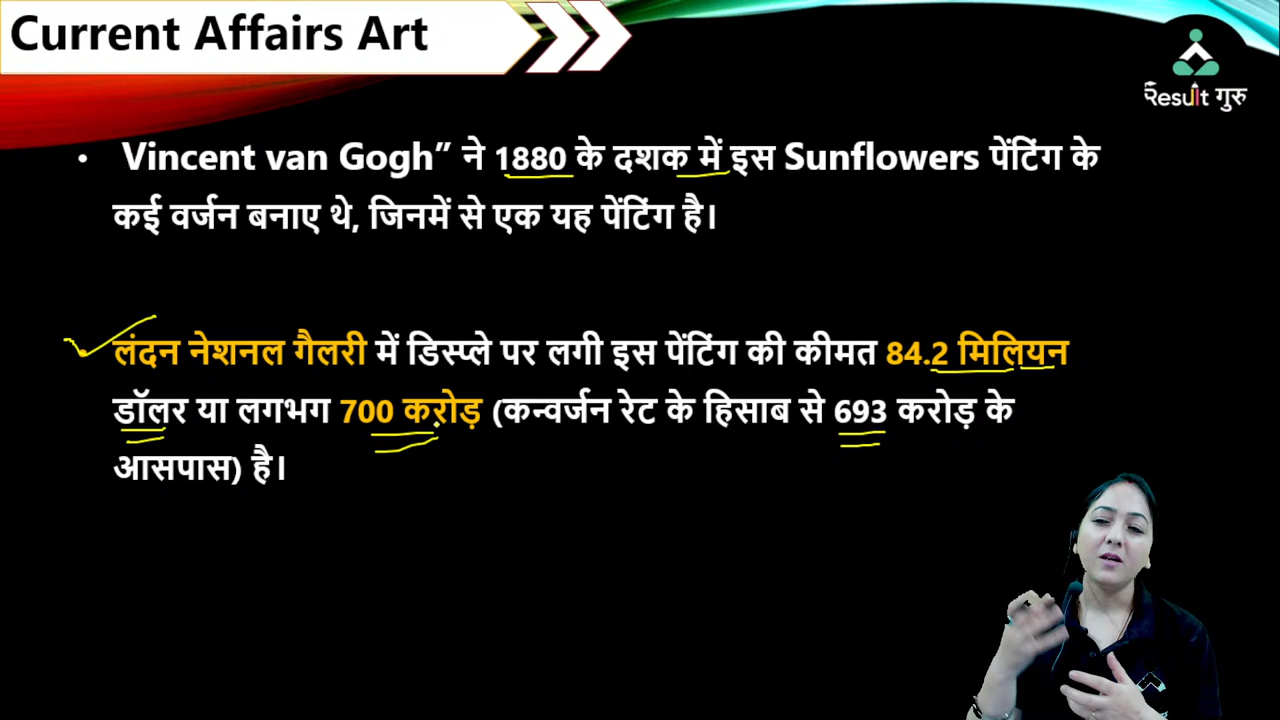 Current Affairs Art
Result गुरु
• Vincent van Gogh” ने 1880 के दशक में इस Sunflowers पेंटिंग के
कई वर्जन बनाए थे, जिनमें से एक यह पेंटिंग है।
लंदन नेशनल गैलरी में डिस्प्ले पर लगी इस पेंटिंग की कीमत 84.2 मिलियन
डॉलर या लगभग 700 करोड़ (कन्वर्जन रेट के हिसाब से 693 करोड़ के
आसपास) है।